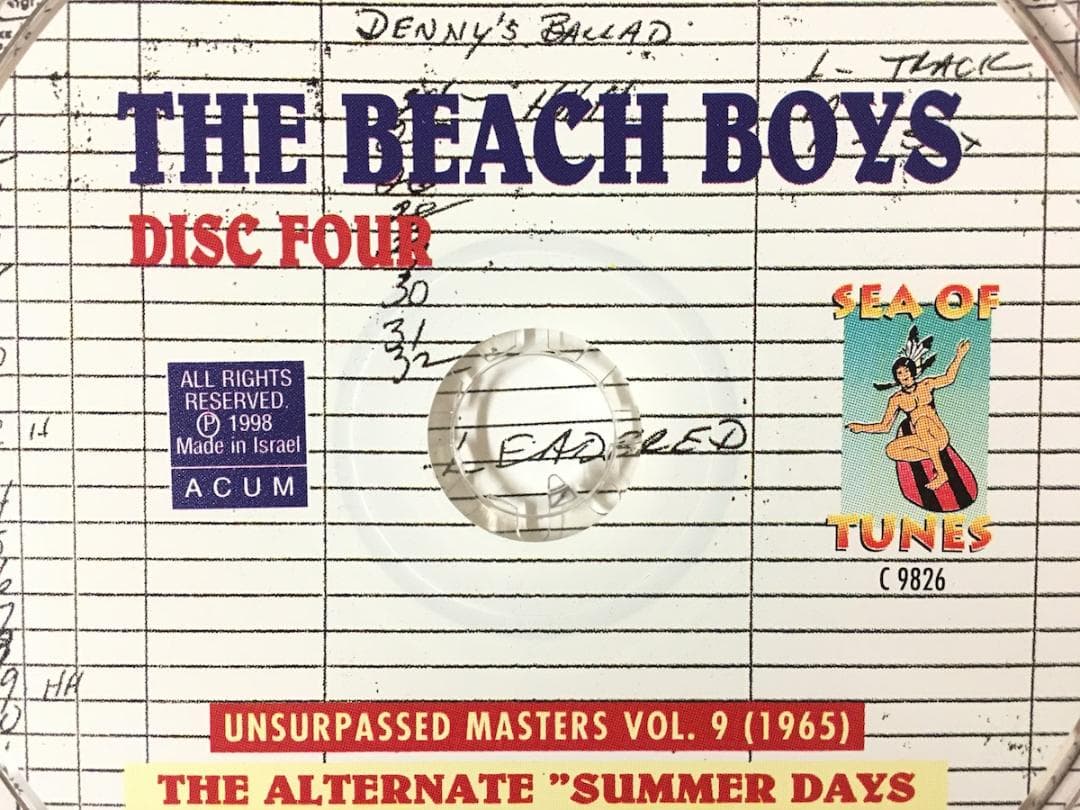 DENNY'S BALLAD
L - TRACK
THE BEACH BOYS
DISC FOUR
30
31
32
SEA OF
TUNES
C 9826
ALL RIGHTS
RESERVED.
Ⓟ 1998
Made in Israel
ACUM
LEADERED
H
HH
UNSURPASSED MASTERS VOL. 9 (1965)
THE ALTERNATE "SUMMER DAYS